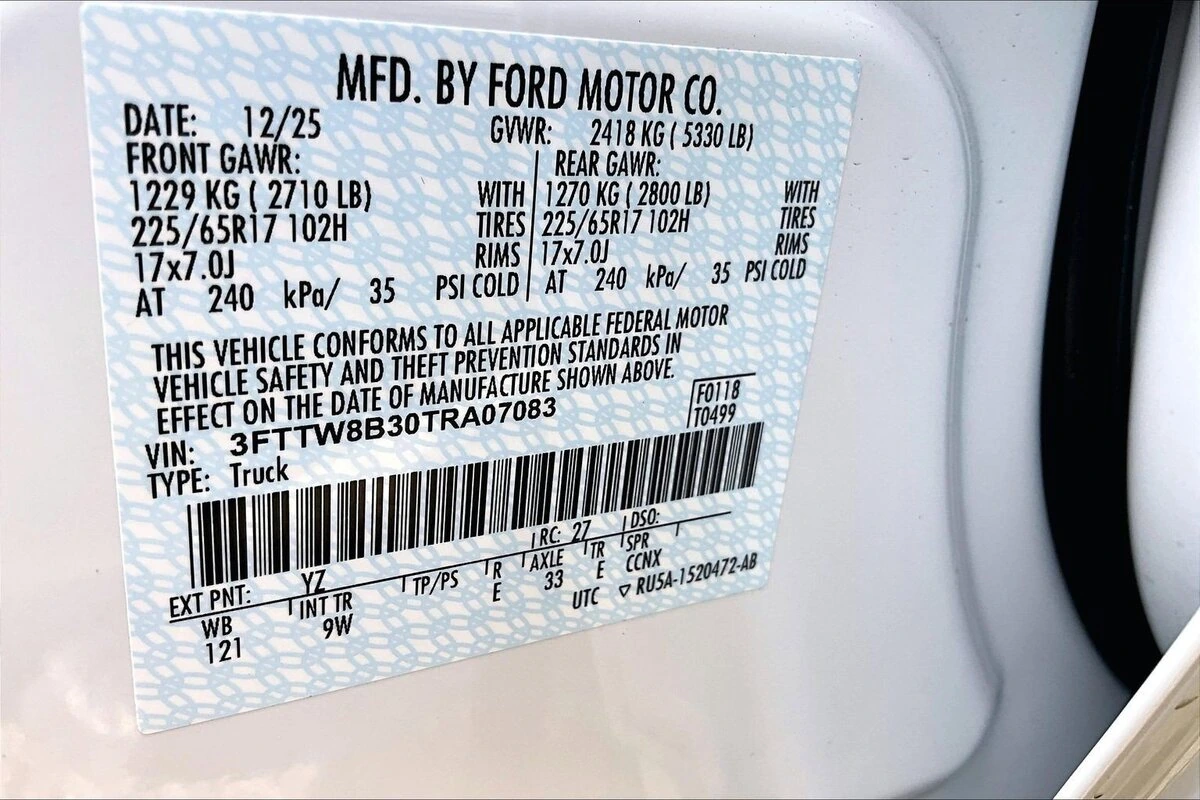 MFD. BY FORD MOTOR CO.
DATE: 12/25 GVWR: 2418 KG ( 5330 LB)
FRONT GAWR: REAR GAWR:
1229 KG ( 2710 LB) WITH 1270 KG ( 2800 LB) WITH
225/65R17 102H TIRES 225/65R17 102H TIRES
17x7.0J RIMS 17x7.0J RIMS
AT 240 kPa/ 35 PSI COLD AT 240 kPa/ 35 PSI COLD
THIS VEHICLE CONFORMS TO ALL APPLICABLE FEDERAL MOTOR
VEHICLE SAFETY AND THEFT PREVENTION STANDARDS IN
EFFECT ON THE DATE OF MANUFACTURE SHOWN ABOVE.
F0118
VIN: 3FTTW8B30TRA07083 T0499
TYPE: Truck
EXT PNT: YZ RC: 27 DSO:
WB INT TR TP/PS R AXLE TR SPR
121 9W E 33 E CCNX
UTC ▽ RU5A-1520472-AB